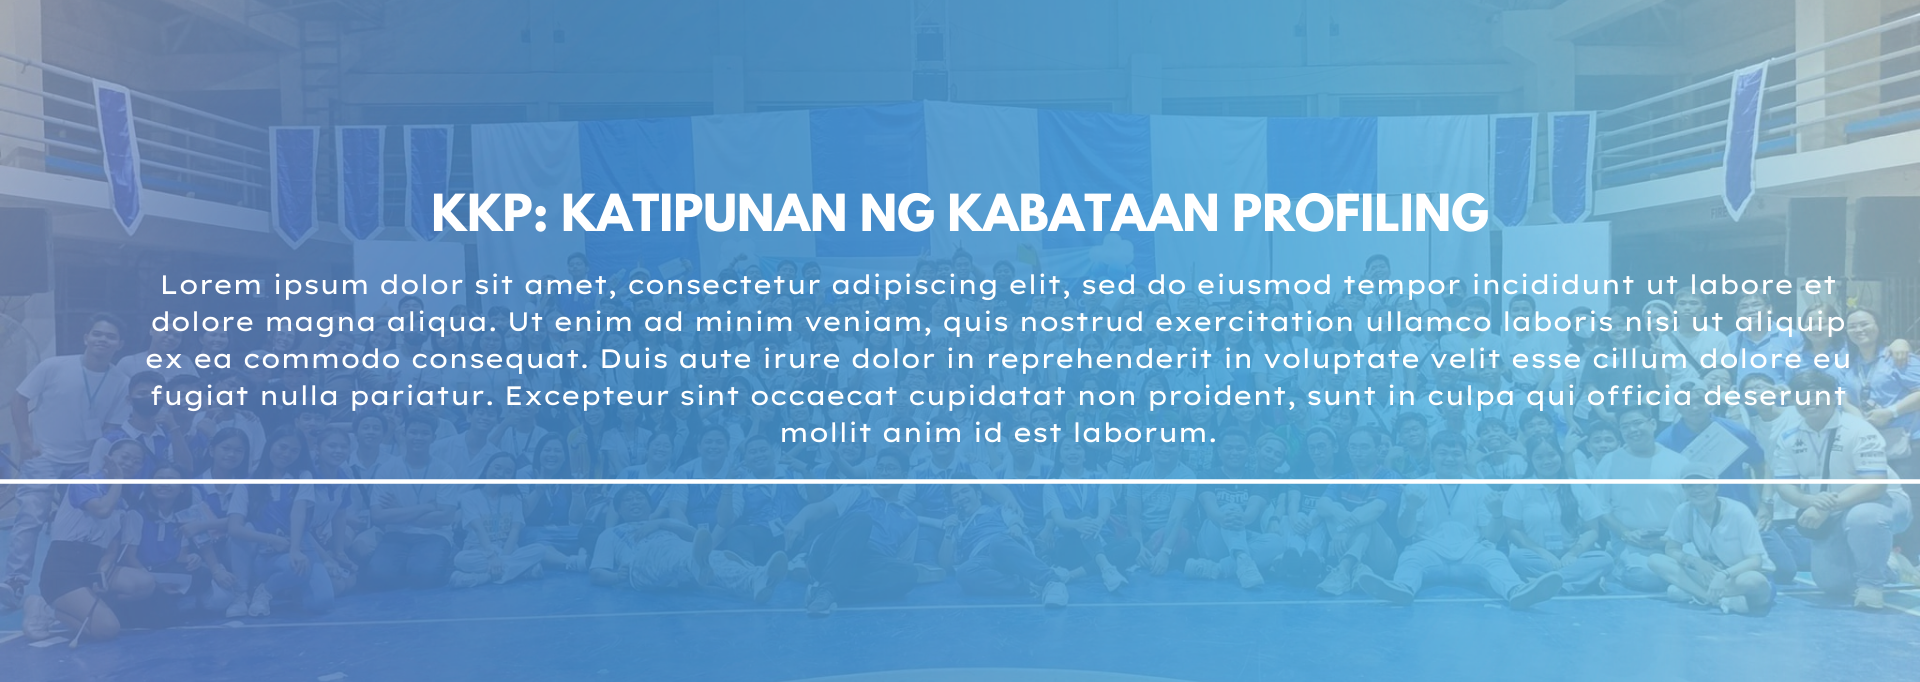 KKP: KATIPUNAN NG KABATAAN PROFILING
Lorem ipsum dolor sit amet, consectetur adipiscing elit, sed do eiusmod tempor incididunt ut labore et
dolore magna aliqua. Ut enim ad minim veniam, quis nostrud exercitation ullamco laboris nisi ut aliquip
ex ea commodo consequat. Duis aute irure dolor in reprehenderit in voluptate velit esse cillum dolore eu
fugiat nulla pariatur. Excepteur sint occaecat cupidatat non proident, sunt in culpa qui officia deserunt
mollit anim id est laborum.